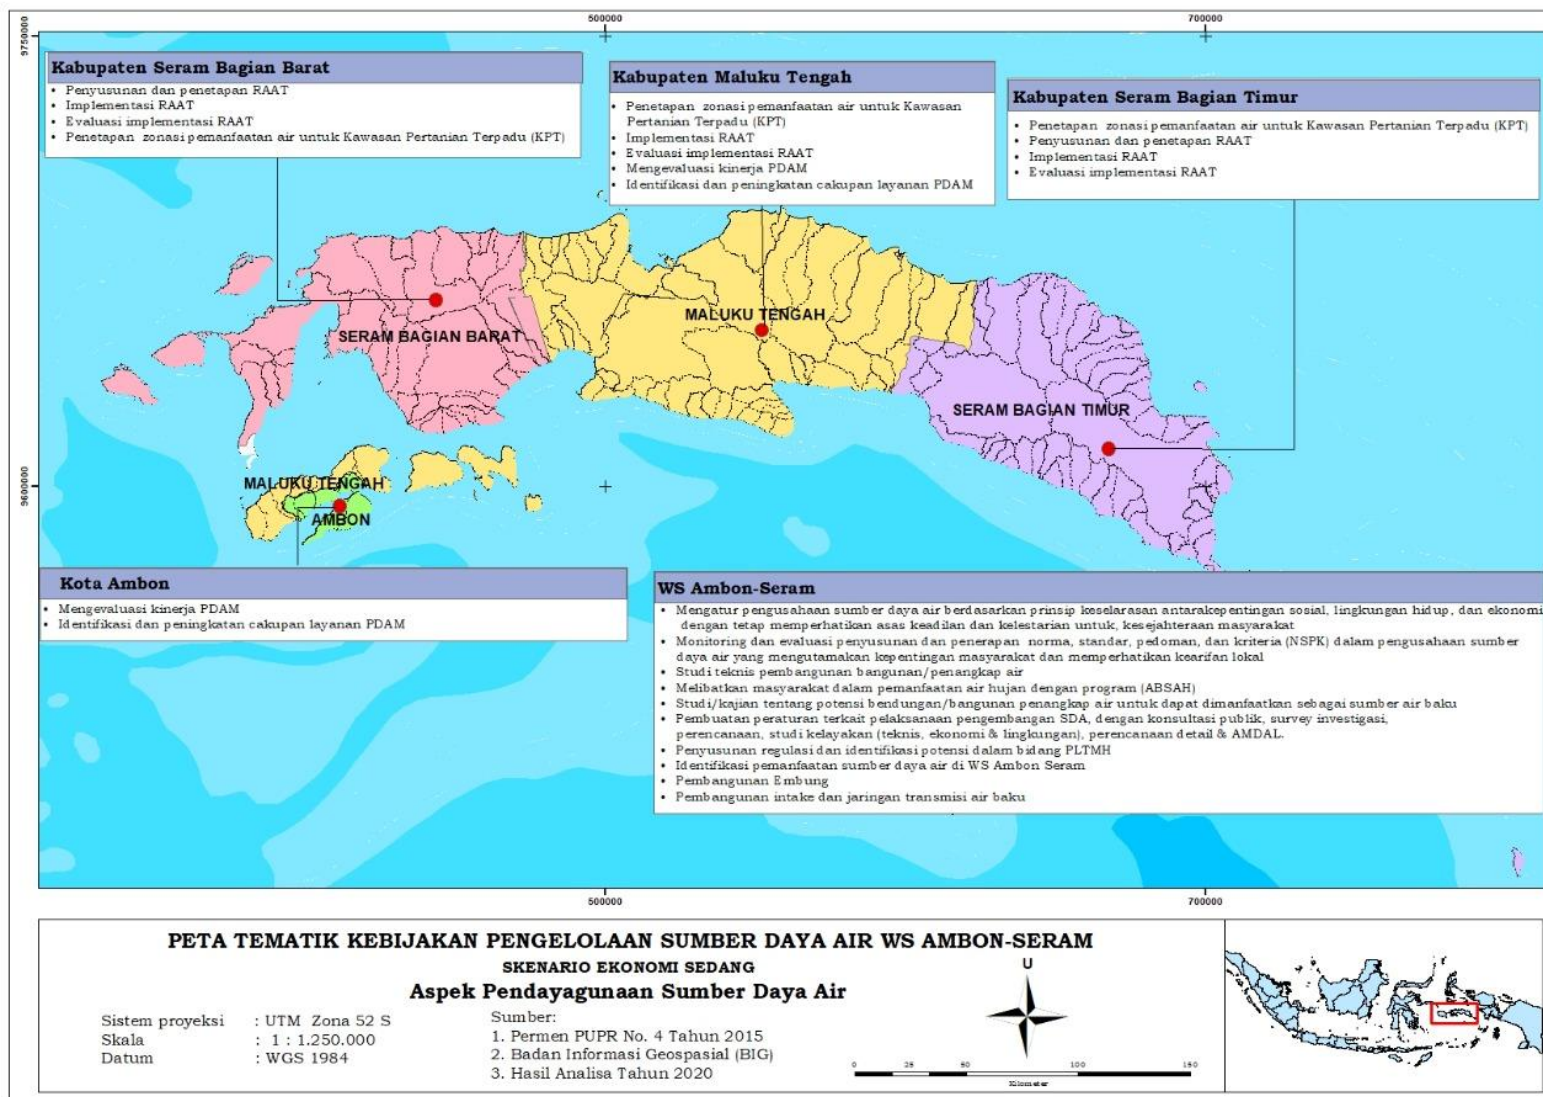 500000
700000
9750000
Kabupaten Seram Bagian Barat
• Penyusunan dan penetapan RAAT
• Implementasi RAAT
• Evaluasi implementasi RAAT
• Penetapan zonasi pemanfaatan air untuk Kawasan Pertanian Terpadu (KPT)
Kabupaten Maluku Tengah
• Penetapan zonasi pemanfaatan air untuk Kawasan
Pertanian Terpadu (KPT)
• Implementasi RAAT
• Evaluasi implementasi RAAT
• Mengevaluasi kinerja PDAM
• Identifikasi dan peningkatan cakupan layanan PDAM
Kabupaten Seram Bagian Timur
• Penetapan zonasi pemanfaatan air untuk Kawasan Pertanian Terpadu (KPT)
• Penyusunan dan penetapan RAAT
• Implementasi RAAT
• Evaluasi implementasi RAAT
SERAM BAGIAN BARAT
MALUKU TENGAH
SERAM BAGIAN TIMUR
MALUKU TENGAH
AMBON
9600000
Kota Ambon
• Mengevaluasi kinerja PDAM
• Identifikasi dan peningkatan cakupan layanan PDAM
WS Ambon-Seram
• Mengatur pengusahaan sumber daya air berdasarkan prinsip keselarasan antarakepentingan sosial, lingkungan hidup, dan ekonomi
dengan tetap memperhatikan asas keadilan dan kelestarian untuk, kesejahteraan masyarakat
• Monitoring dan evaluasi penyusunan dan penerapan norma, standar, pedoman, dan kriteria (NSPK) dalam pengusahaan sumber
daya air yang mengutamakan kepentingan masyarakat dan memperhatikan kearifan lokal
• Studi teknis pembangunan bangunan/penangkap air
• Melibatkan masyarakat dalam pemanfaatan air hujan dengan program (ABSAH)
• Studi/kajian tentang potensi bendungan/bangunan penangkap air untuk dapat dimanfaatkan sebagai sumber air baku
• Pembuatan peraturan terkait pelaksanaan pengembangan SDA, dengan konsultasi publik, survey investigasi,
perencanaan, studi kelayakan (teknis, ekonomi & lingkungan), perencanaan detail & AMDAL.
• Penyusunan regulasi dan identifikasi potensi dalam bidang PLTMH
• Identifikasi pemanfaatan sumber daya air di WS Ambon Seram
• Pembangunan Embung
• Pembangunan intake dan jaringan transmisi air baku
500000
700000
PETA TEMATIK KEBIJAKAN PENGELOLAAN SUMBER DAYA AIR WS AMBON-SERAM
SKENARIO EKONOMI SEDANG
Aspek Pendayagunaan Sumber Daya Air
Sistem proyeksi : UTM Zona 52 S
Skala : 1 : 1.250.000
Datum : WGS 1984
Sumber:
1. Permen PUPR No. 4 Tahun 2015
2. Badan Informasi Geospasial (BIG)
3. Hasil Analisa Tahun 2020
U
0 25 50 100 150
Kilometer